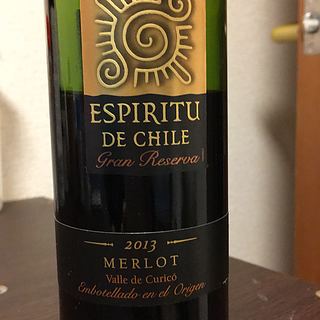 ESPIRITU
DE CHILE
Gran Reserva
2013
MERLOT
Valle de Curicó
Embotellado en el Origen